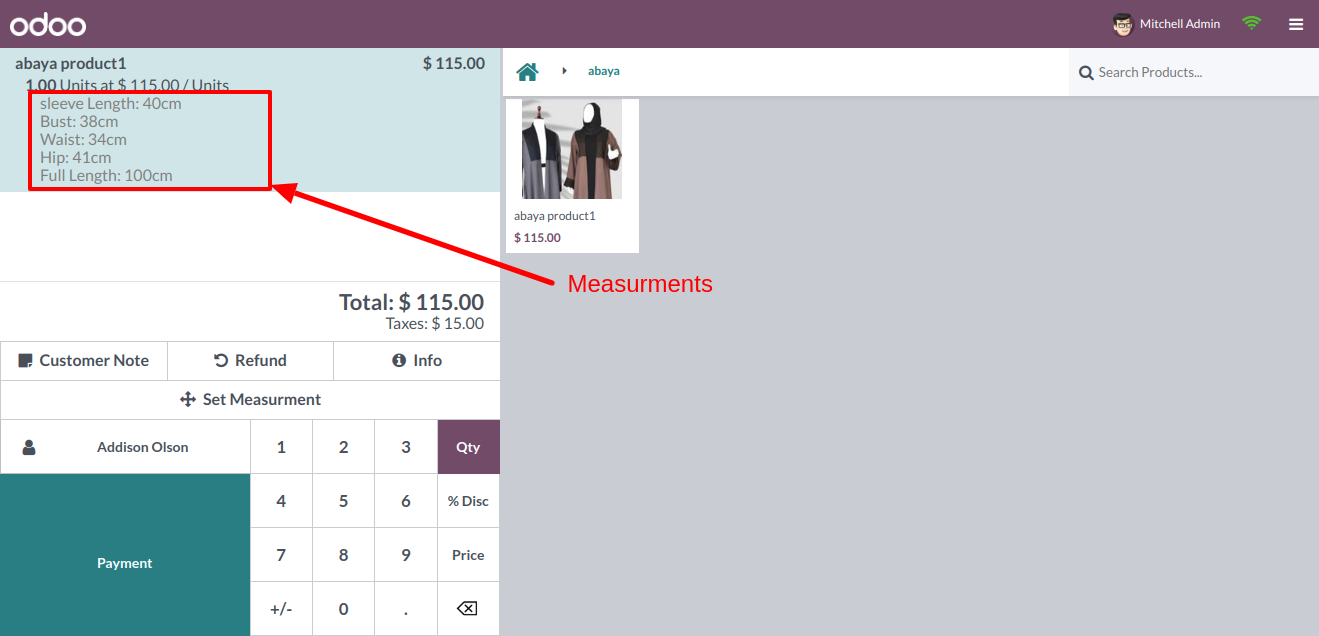 odoo
Mitchell Admin
abaya product1 $ 115.00
1.00 Units at $ 115.00 / Units
sleeve Length: 40cm
Bust: 38cm
Waist: 34cm
Hip: 41cm
Full Length: 100cm
abaya
Search Products...
abaya product1
$ 115.00
Measurments
Total: $ 115.00
Taxes: $ 15.00
Customer Note Refund Info
Set Measurment
Addison Olson 1 2 3 Qty
4 5 6 % Disc
Payment 7 8 9 Price
+/- 0 .